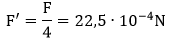 F′ = F/4 = 22,5 · 10⁻⁴N